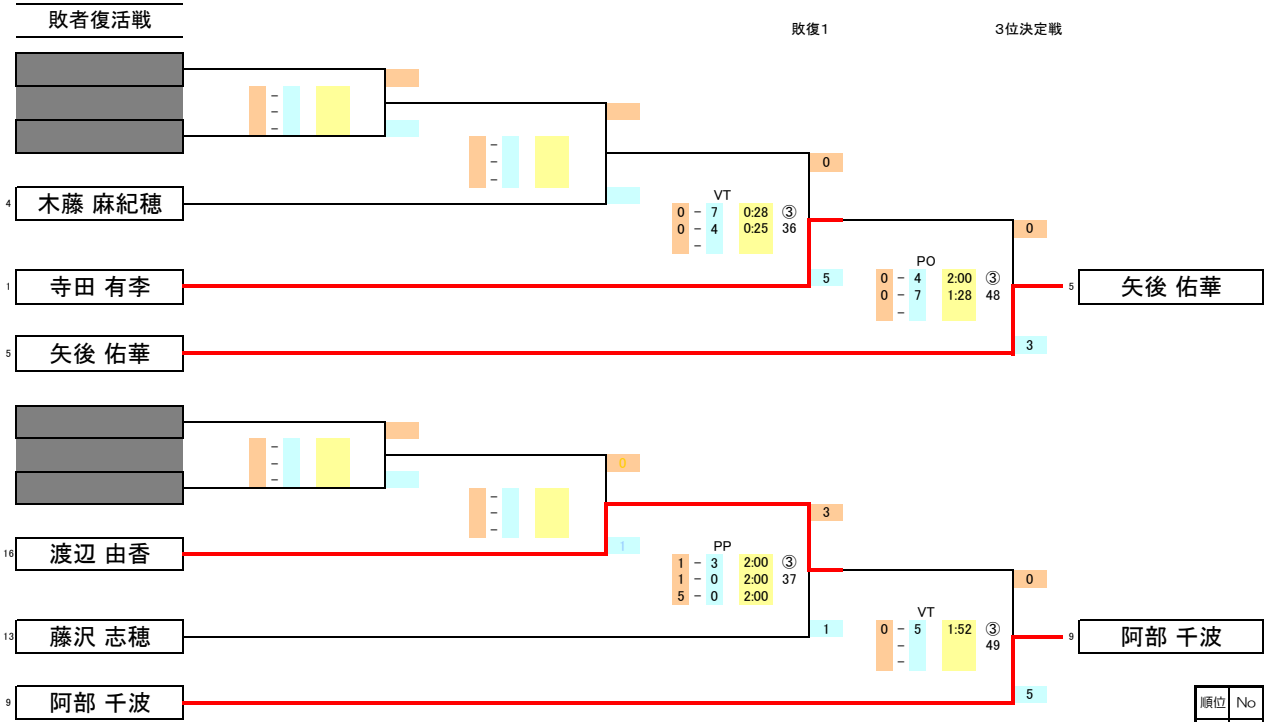 敗者復活戦
敗復1 3位決定戦
-
-
-
-
-
-
0
4 木藤 麻紀穂
VT
0 - 7 0:28 ③
0 - 4 0:25 36
-
0
1 寺田 有李
5
PO
0 - 4 2:00 ③
0 - 7 1:28 48
-
5 矢後 佑華
5 矢後 佑華
3
-
-
-
0
-
-
-
3
16 渡辺 由香
1
PP
1 - 3 2:00 ③
1 - 0 2:00 37
5 - 0 2:00
0
13 藤沢 志穂
1
VT
0 - 5 1:52 ③
- 49
-
9 阿部 千波
9 阿部 千波
5
順位 No